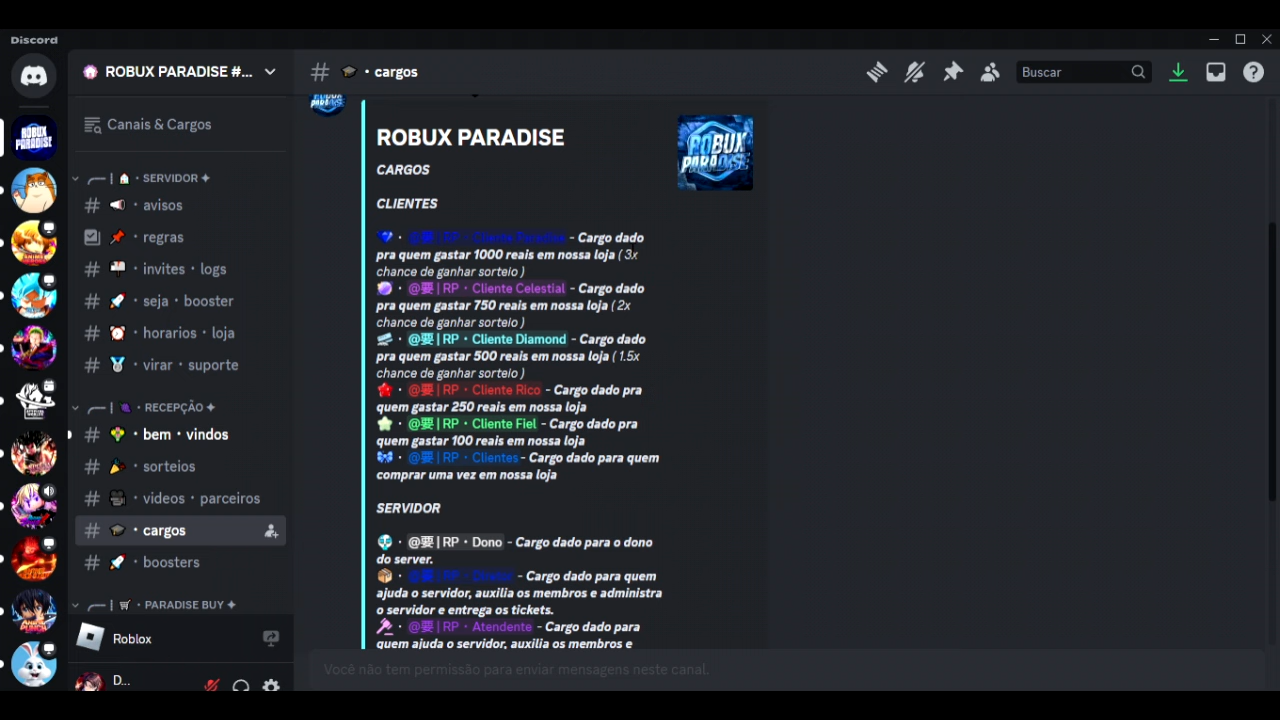 Discord
ROBUX PARADISE #...
Canais & Cargos
SERVIDOR
avisos
regras
invites · logs
seja · booster
horarios · loja
virar · suporte
RECEPÇÃO
bem · vindos
sorteios
videos · parceiros
cargos
boosters
PARADISE BUY
Roblox
D...
# · cargos
Buscar
ROBUX PARADISE
ROBUX PARADISE
CARGOS
CLIENTES
· @要 | RP · Cliente Paradise - Cargo dado
pra quem gastar 1000 reais em nossa loja ( 3x
chance de ganhar sorteio )
· @要 | RP · Cliente Celestial - Cargo dado
pra quem gastar 750 reais em nossa loja ( 2x
chance de ganhar sorteio )
· @要 | RP · Cliente Diamond - Cargo dado
pra quem gastar 500 reais em nossa loja ( 1.5x
chance de ganhar sorteio )
· @要 | RP · Cliente Rico - Cargo dado pra
quem gastar 250 reais em nossa loja
· @要 | RP · Cliente Fiel - Cargo dado pra
quem gastar 100 reais em nossa loja
· @要 | RP · Clientes - Cargo dado para quem
comprar uma vez em nossa loja
SERVIDOR
· @要 | RP · Dono - Cargo dado para o dono
do server.
· @要 | RP · - Cargo dado para quem
ajuda o servidor, auxilia os membros e administra
o servidor e entrega os tickets.
· @要 | RP · Atendente - Cargo dado para
quem ajuda o servidor, auxilia os membros e
Você não tem permissão para enviar mensagens neste canal.